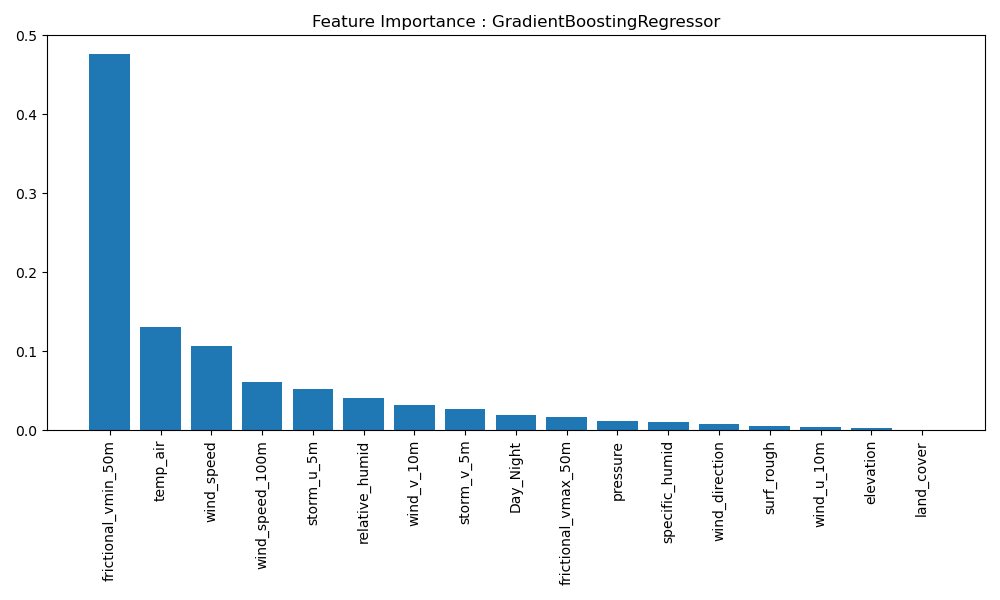 Feature Importance : GradientBoostingRegressor
0.5
0.4
0.3
0.2
0.1
0.0
frictional_vmin_50m
temp_air
wind_speed
wind_speed_100m
storm_u_5m
relative_humid
wind_v_10m
storm_v_5m
Day_Night
frictional_vmax_50m
pressure
specific_humid
wind_direction
surf_rough
wind_u_10m
elevation
land_cover